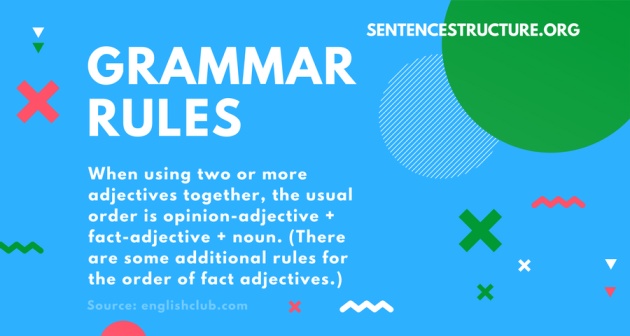 SENTENCESTRUCTURE.ORG
GRAMMAR
RULES
When using two or more
adjectives together, the usual
order is opinion-adjective +
fact-adjective + noun. (There
are some additional rules for
the order of fact adjectives.)
Source: englishclub.com